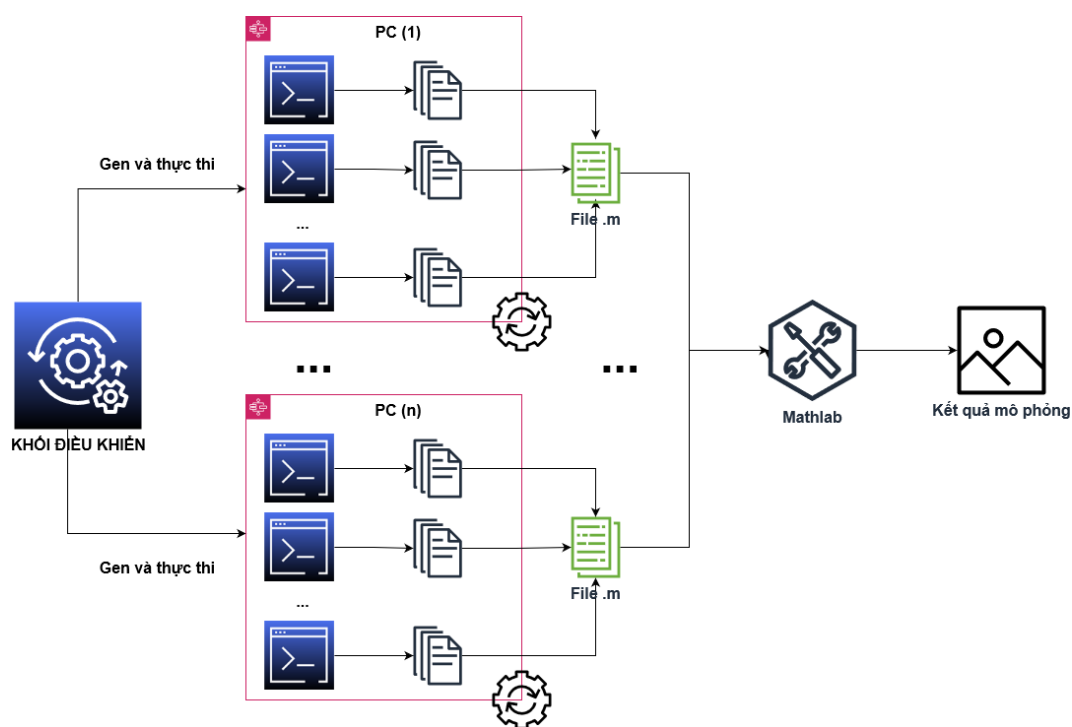 PC (1)
Gen và thực thi
...
File .m
KHỐI ĐIỀU KHIỂN
...
...
Mathlab
Kết quả mô phỏng
PC (n)
Gen và thực thi
...
File .m